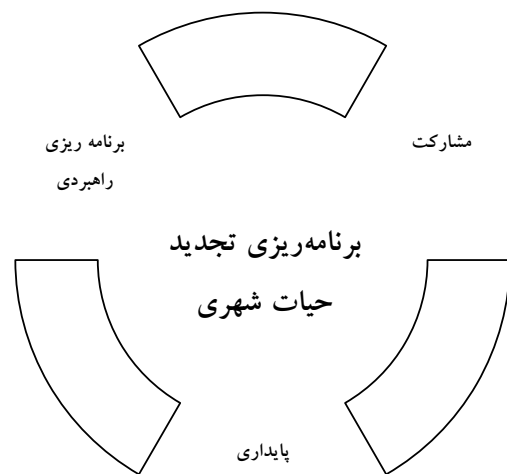 مشارکت
برنامه ریزی
راهبردی
برنامه‌ریزی تجدید
حیات شهری
پایداری